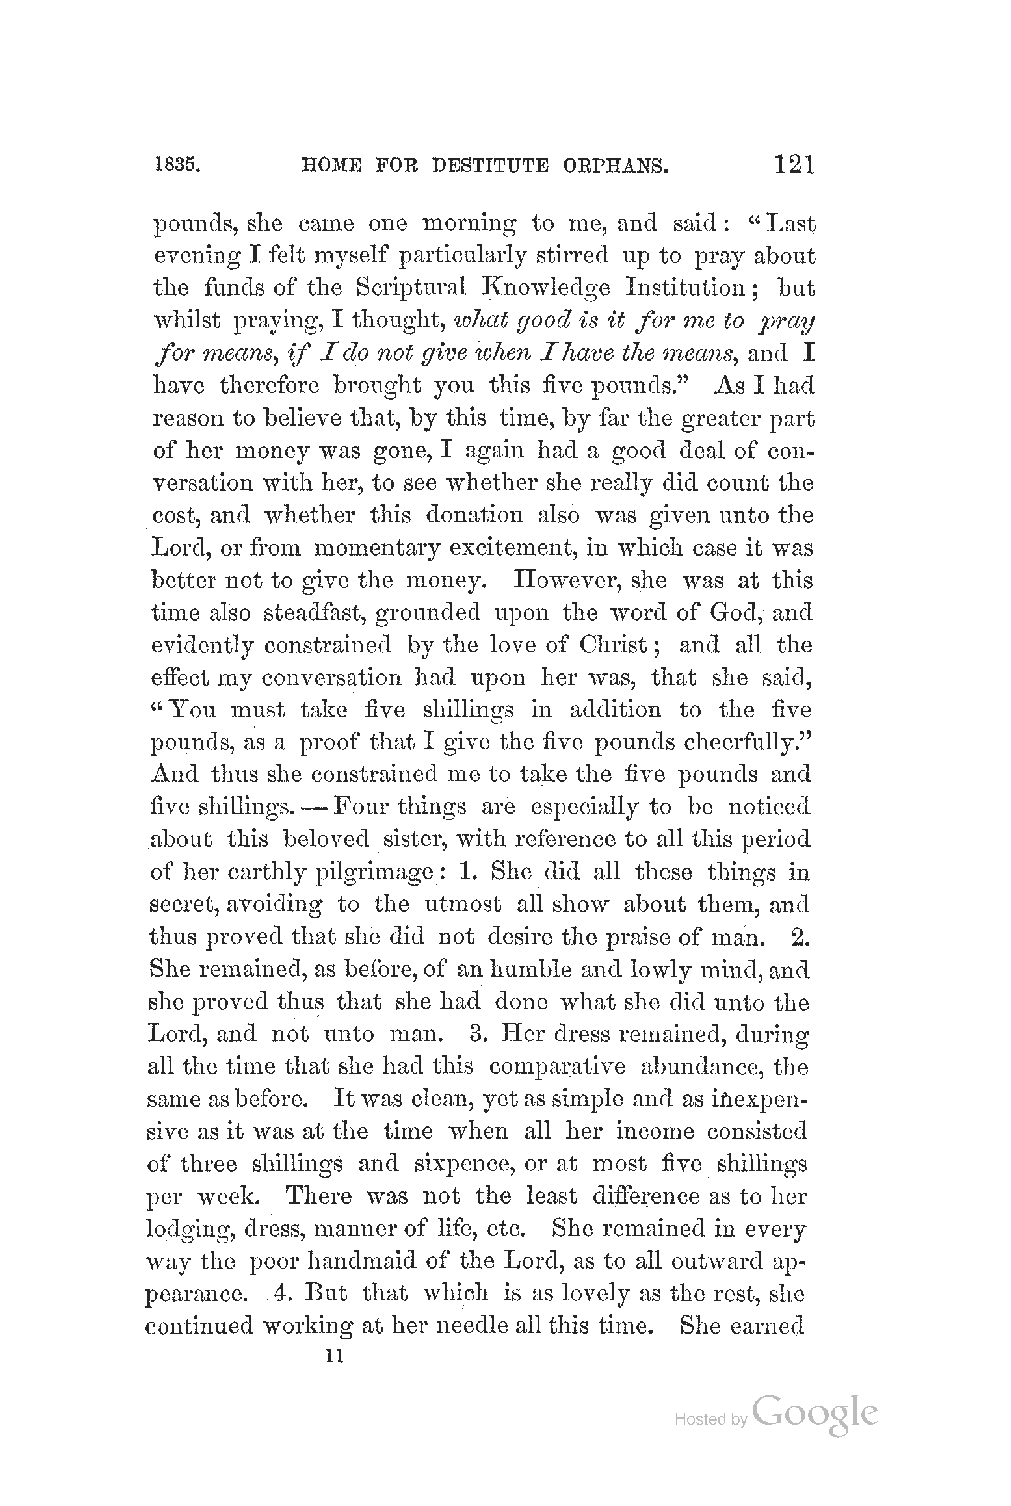 1835. HOME FOR DESTITUTE ORPHANS. 121
pounds, she came one morning to me, and said: “Last
evening I felt myself particularly stirred up to pray about
the funds of the Scriptural Knowledge Institution; but
whilst praying, I thought, what good is it for me to pray
for means, if I do not give when I have the means, and I
have therefore brought you this five pounds.” As I had
reason to believe that, by this time, by far the greater part
of her money was gone, I again had a good deal of con-
versation with her, to see whether she really did count the
cost, and whether this donation also was given unto the
Lord, or from momentary excitement, in which case it was
better not to give the money. However, she was at this
time also steadfast, grounded upon the word of God, and
evidently constrained by the love of Christ; and all the
effect my conversation had upon her was, that she said,
“You must take five shillings in addition to the five
pounds, as a proof that I give the five pounds cheerfully.”
And thus she constrained me to take the five pounds and
five shillings. — Four things are especially to be noticed
about this beloved sister, with reference to all this period
of her earthly pilgrimage: 1. She did all these things in
secret, avoiding to the utmost all show about them, and
thus proved that she did not desire the praise of man. 2.
She remained, as before, of an humble and lowly mind, and
she proved thus that she had done what she did unto the
Lord, and not unto man. 3. Her dress remained, during
all the time that she had this comparative abundance, the
same as before. It was clean, yet as simple and as inexpen-
sive as it was at the time when all her income consisted
of three shillings and sixpence, or at most five shillings
per week. There was not the least difference as to her
lodging, dress, manner of life, etc. She remained in every
way the poor handmaid of the Lord, as to all outward ap-
pearance. 4. But that which is as lovely as the rest, she
continued working at her needle all this time. She earned
11
Hosted by Google